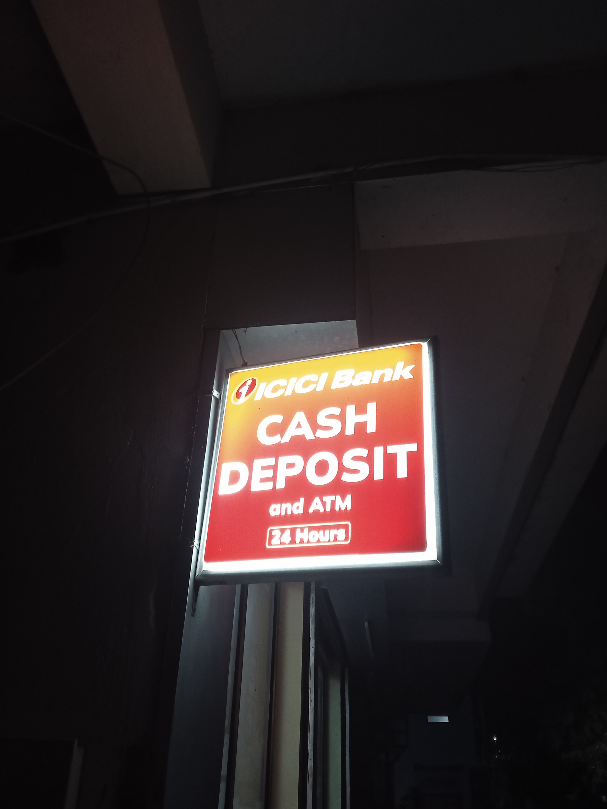 ICICI Bank
CASH
DEPOSIT
and ATM
24 Hours